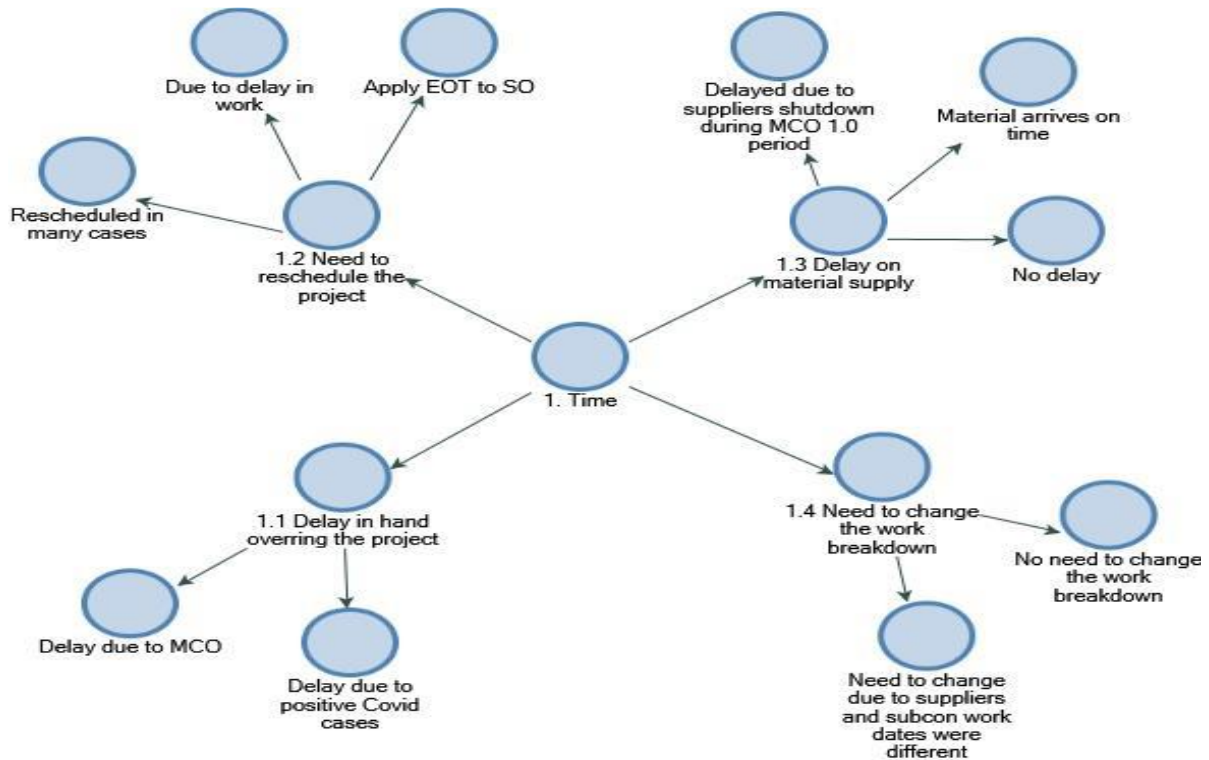 Due to delay in
work
Apply EOT to SO
Delayed due to
suppliers shutdown
during MCO 1.0
period
Material arrives on
time
Rescheduled in
many cases
1.2 Need to
reschedule the
project
1.3 Delay on
material supply
No delay
1. Time
1.1 Delay in hand
overring the project
1.4 Need to change
the work
breakdown
No need to change
the work
breakdown
Delay due to MCO
Delay due to
positive Covid
cases
Need to change
due to suppliers
and subcon work
dates were
different